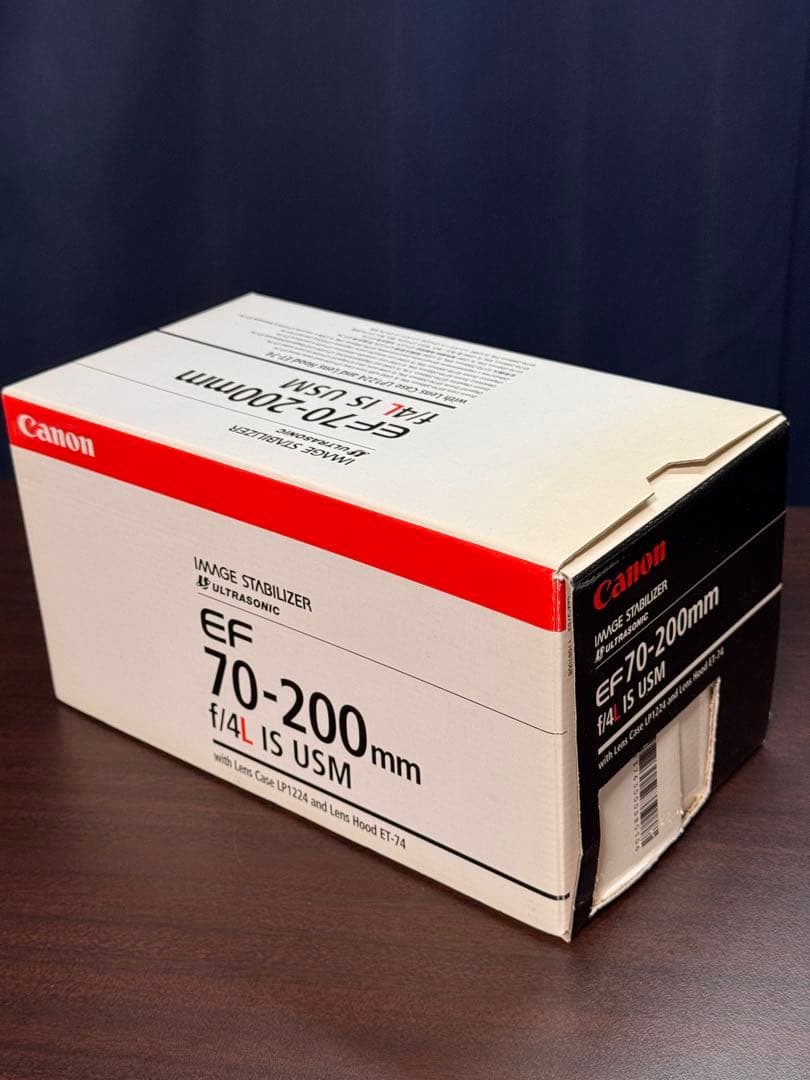 with Lens Case LP1224 and Lens Hood ET-74
EF70-200mm
f/4L IS USM
IMAGE STABILIZER
ULTRASONIC
Canon
IMAGE STABILIZER
ULTRASONIC
EF
70-200mm
f/4L IS USM
with Lens Case LP1224 and Lens Hood ET-74
Canon
IMAGE STABILIZER
ULTRASONIC
EF70-200mm
f/4L IS USM
with Lens Case LP1224 and Lens Hood ET-74